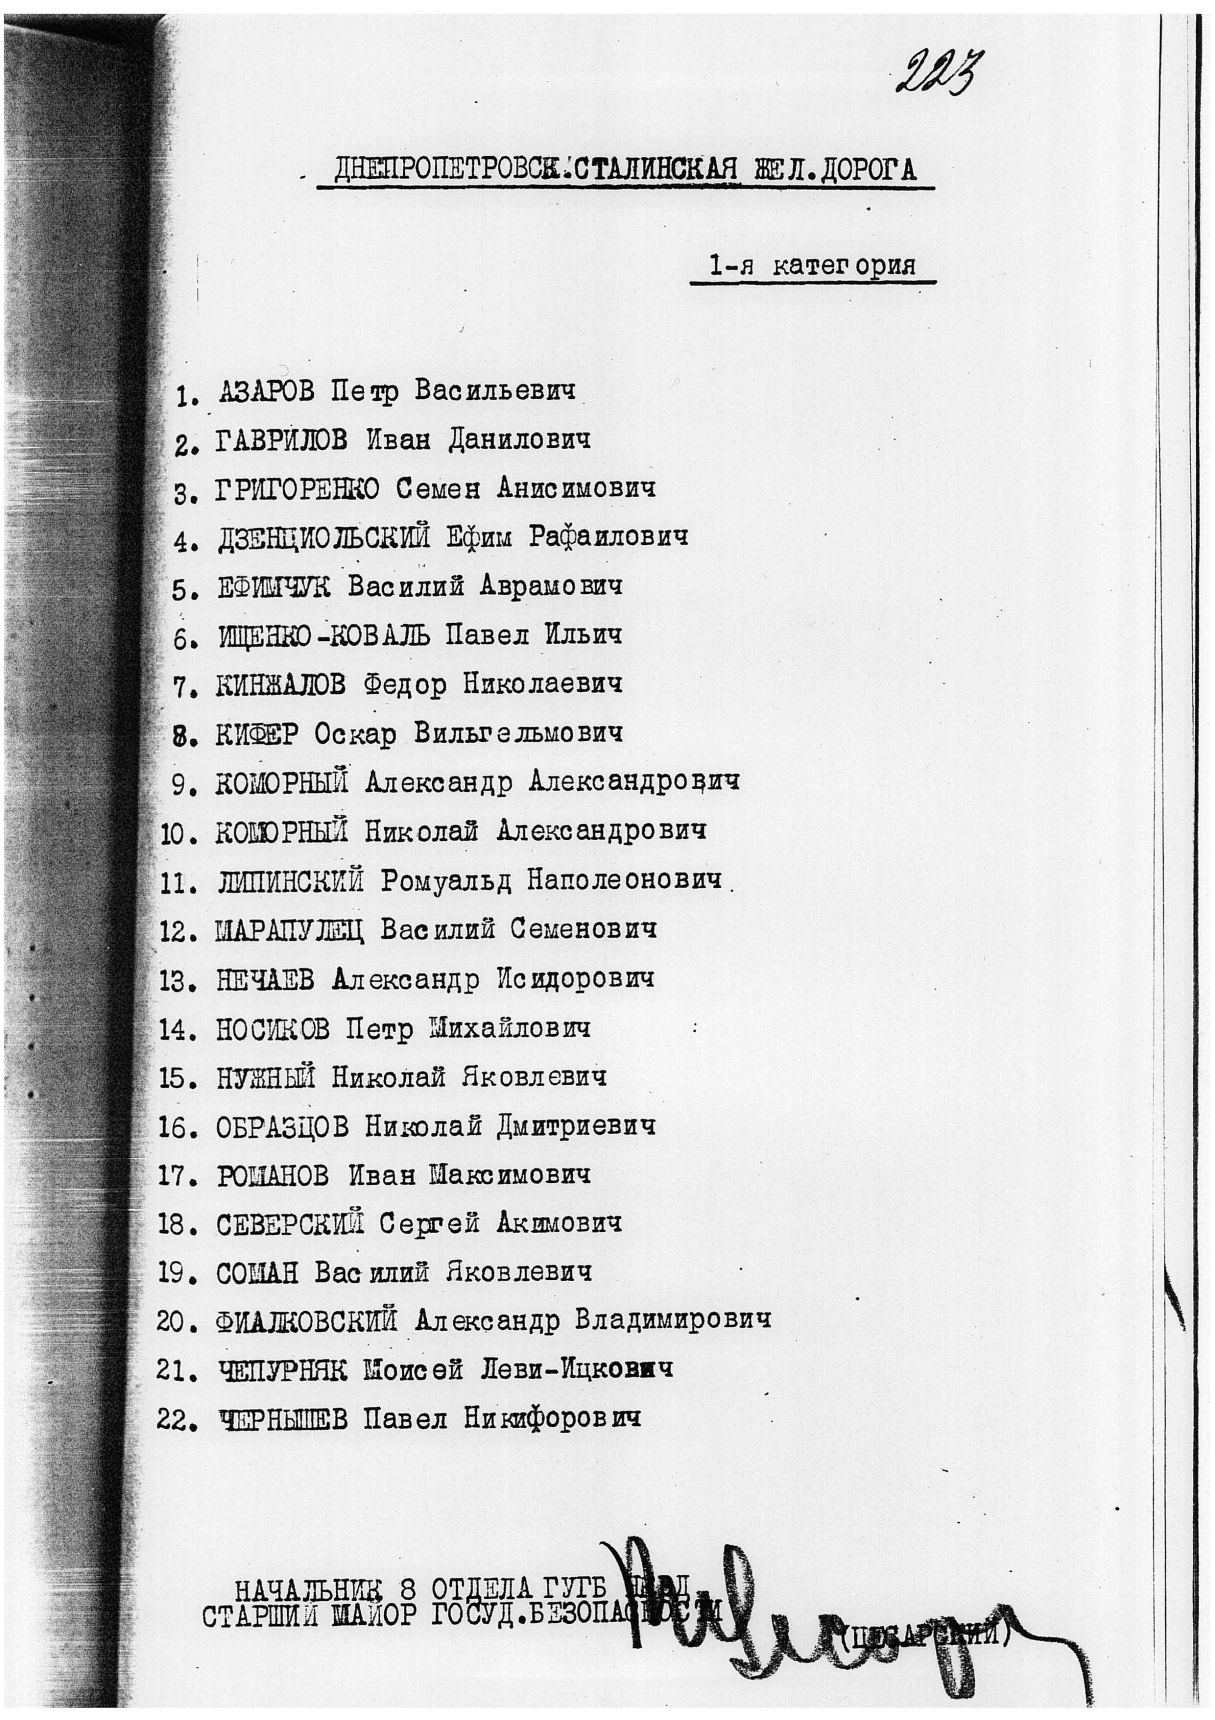 223
ДНЕПРОПЕТРОВСК.СТАЛИНСКАЯ ЖЕЛ.ДОРОГА
1-я категория
1. АЗАРОВ Петр Васильевич
2. ГАВРИЛОВ Иван Данилович
3. ГРИГОРЕНКО Семен Анисимович
4. ДЗЕНЦИОЛЬСКИЙ Ефим Рафаилович
5. ЕФИМЧУК Василий Аврамович
6. ИЩЕНКО-КОВАЛЬ Павел Ильич
7. КИНЖАЛОВ Федор Николаевич
8. КИФЕР Оскар Вильгельмович
9. КОМОРНЫЙ Александр Александрович
10. КОМОРНЫЙ Николай Александрович
11. ЛИПИНСКИЙ Ромуальд Наполеонович
12. МАРАПУЛЕЦ Василий Семенович
13. НЕЧАЕВ Александр Исидорович
14. НОСИКОВ Петр Михайлович
15. НУЖНЫЙ Николай Яковлевич
16. ОБРАЗЦОВ Николай Дмитриевич
17. РОМАНОВ Иван Максимович
18. СЕВЕРСКИЙ Сергей Акимович
19. СОМАН Василий Яковлевич
20. ФИАЛКОВСКИЙ Александр Владимирович
21. ЧЕПУРНЯК Моисей Леви-Ицкович
22. ЧЕРНЫШЕВ Павел Никифорович
НАЧАЛЬНИК 8 ОТДЕЛА ГУГБ НКВД
СТАРШИЙ МАЙОР ГОСУД.БЕЗОПАСНОСТИ
(ЦЕСАРСКИЙ)